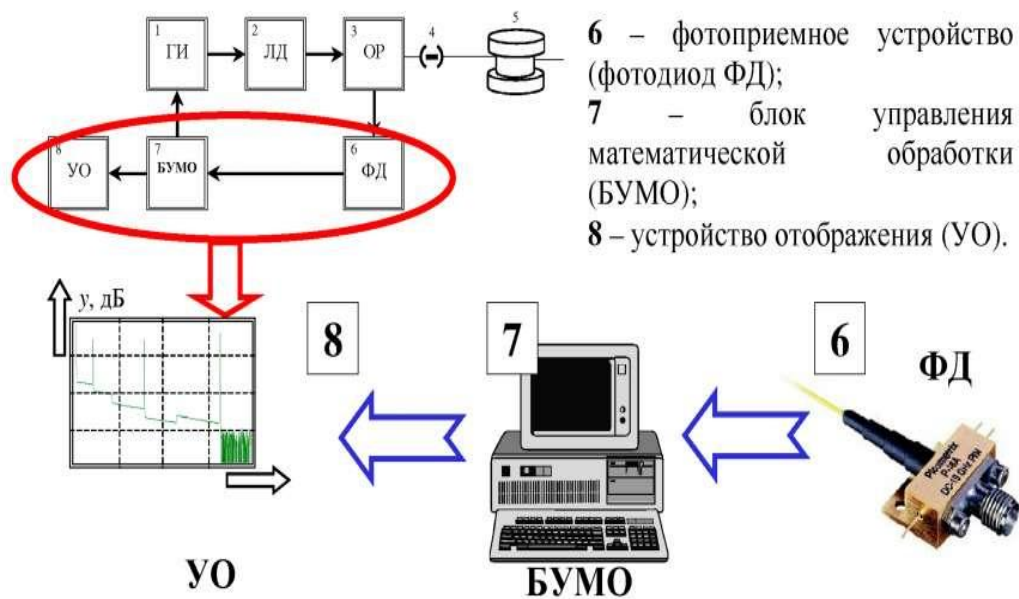 1
ГИ
2
ЛД
3
ОР
4
5
8
УО
7
БУМО
6
ФД
6 – фотоприемное устройство
(фотодиод ФД);
7 – блок управления
математической обработки
(БУМО);
8 – устройство отображения (УО).
y, дБ
8
7
6
ФД
Picometrix
УО
БУМО